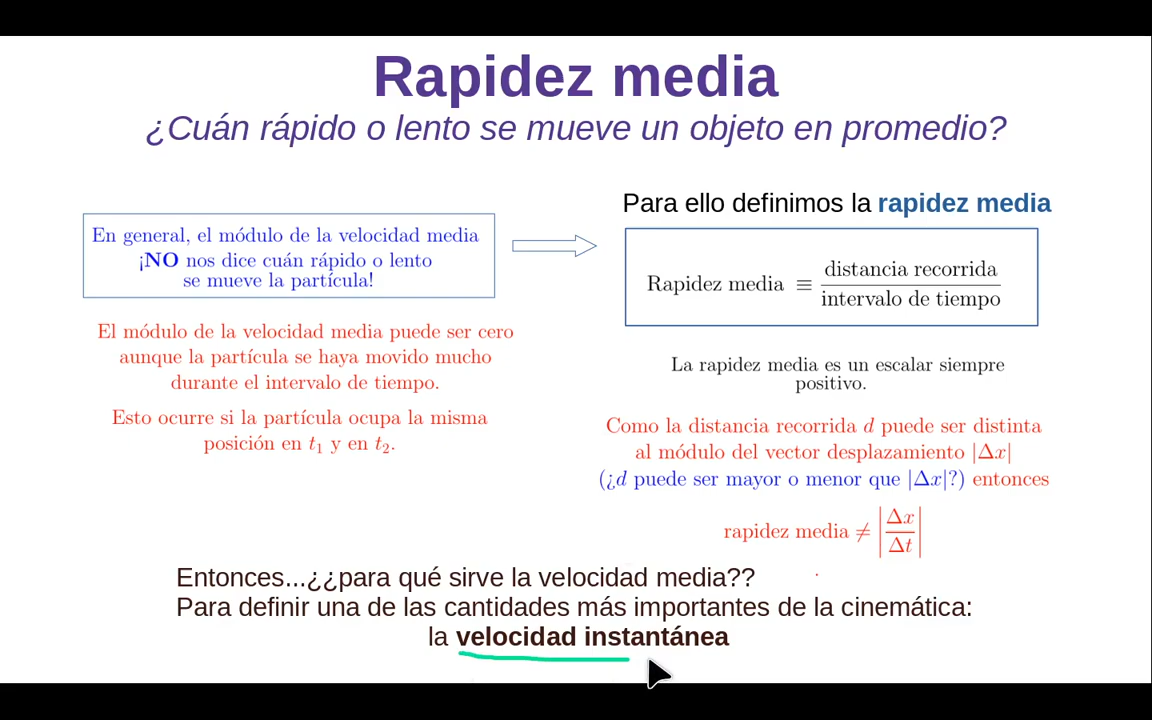 Rapidez media
¿Cuán rápido o lento se mueve un objeto en promedio?
En general, el módulo de la velocidad media
¡NO nos dice cuán rápido o lento
se mueve la partícula!
El módulo de la velocidad media puede ser cero
aunque la partícula se haya movido mucho
durante el intervalo de tiempo.
Esto ocurre si la partícula ocupa la misma
posición en t₁ y en t₂.
Para ello definimos la rapidez media
Rapidez media ≡ distancia recorrida / intervalo de tiempo
La rapidez media es un escalar siempre
positivo.
Como la distancia recorrida d puede ser distinta
al módulo del vector desplazamiento |Δx|
(¿d puede ser mayor o menor que |Δx|?) entonces
rapidez media ≠ |Δx / Δt|
Entonces...¿¿para qué sirve la velocidad media??
Para definir una de las cantidades más importantes de la cinemática:
la velocidad instantánea